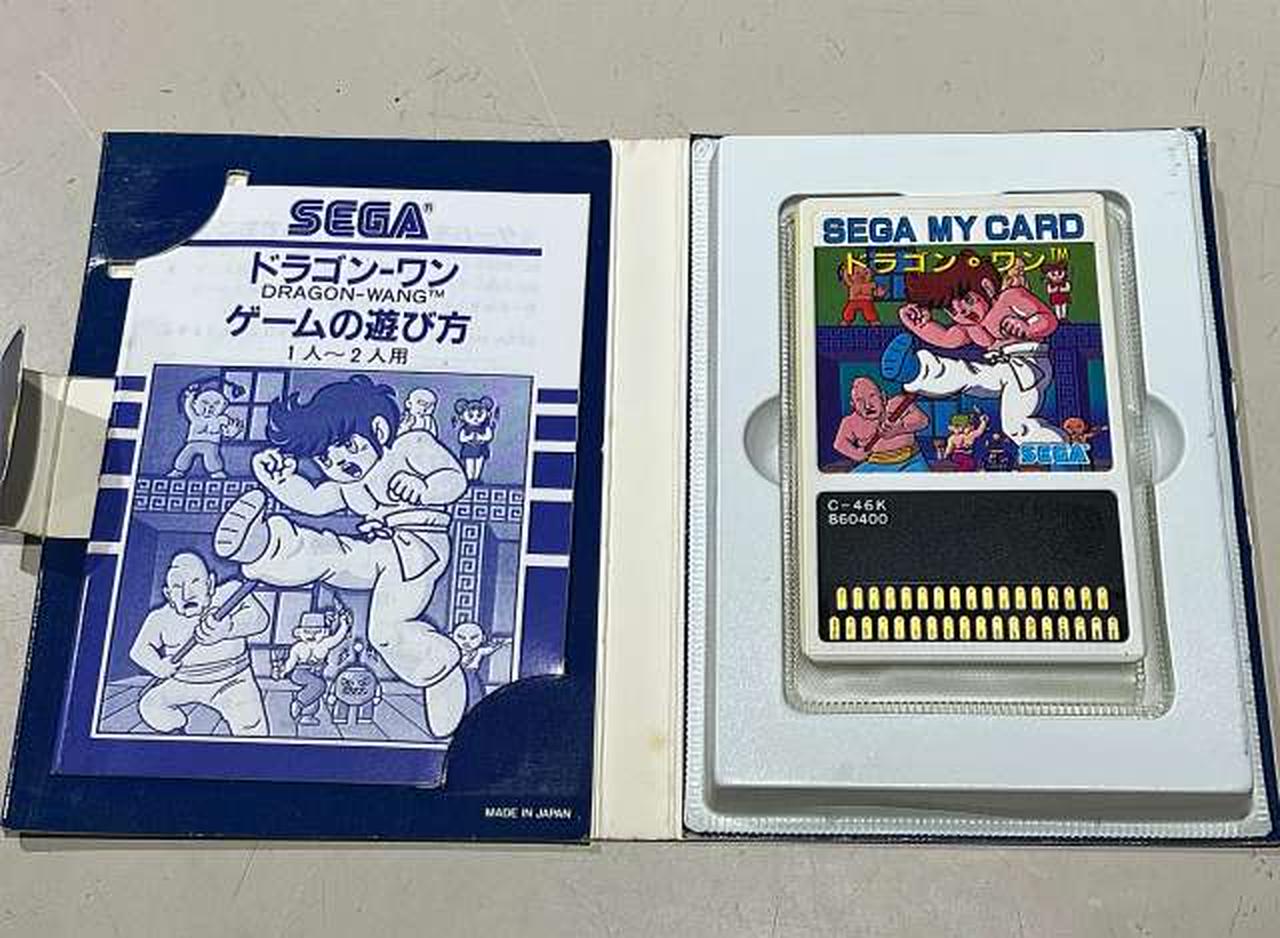 SEGA®
ドラゴン-ワン
DRAGON-WANG™
ゲームの遊び方
1人〜2人用
MADE IN JAPAN
SEGA MY CARD
ドラゴン・ワン™
SEGA
C-46K
860400